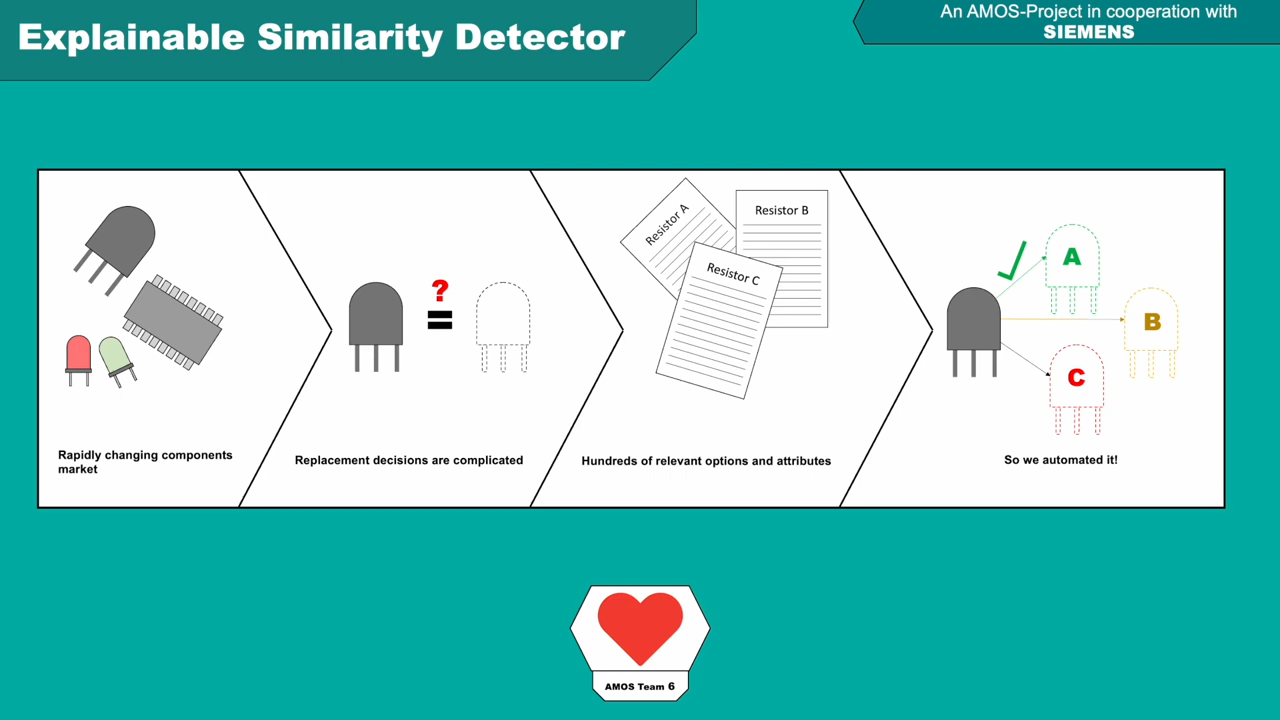 Explainable Similarity Detector
An AMOS-Project in cooperation with
SIEMENS
Rapidly changing components
market
?
=
Replacement decisions are complicated
Resistor A
Resistor B
Resistor C
Hundreds of relevant options and attributes
A
B
C
So we automated it!
AMOS Team 6